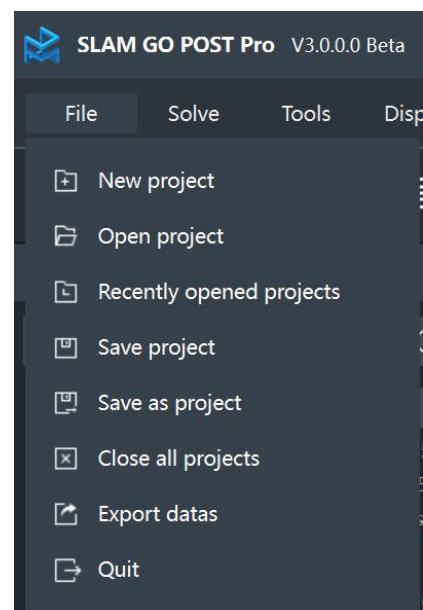 SLAM GO POST Pro V3.0.0.0 Beta
File Solve Tools
New project
Open project
Recently opened projects
Save project
Save as project
Close all projects
Export datas
Quit